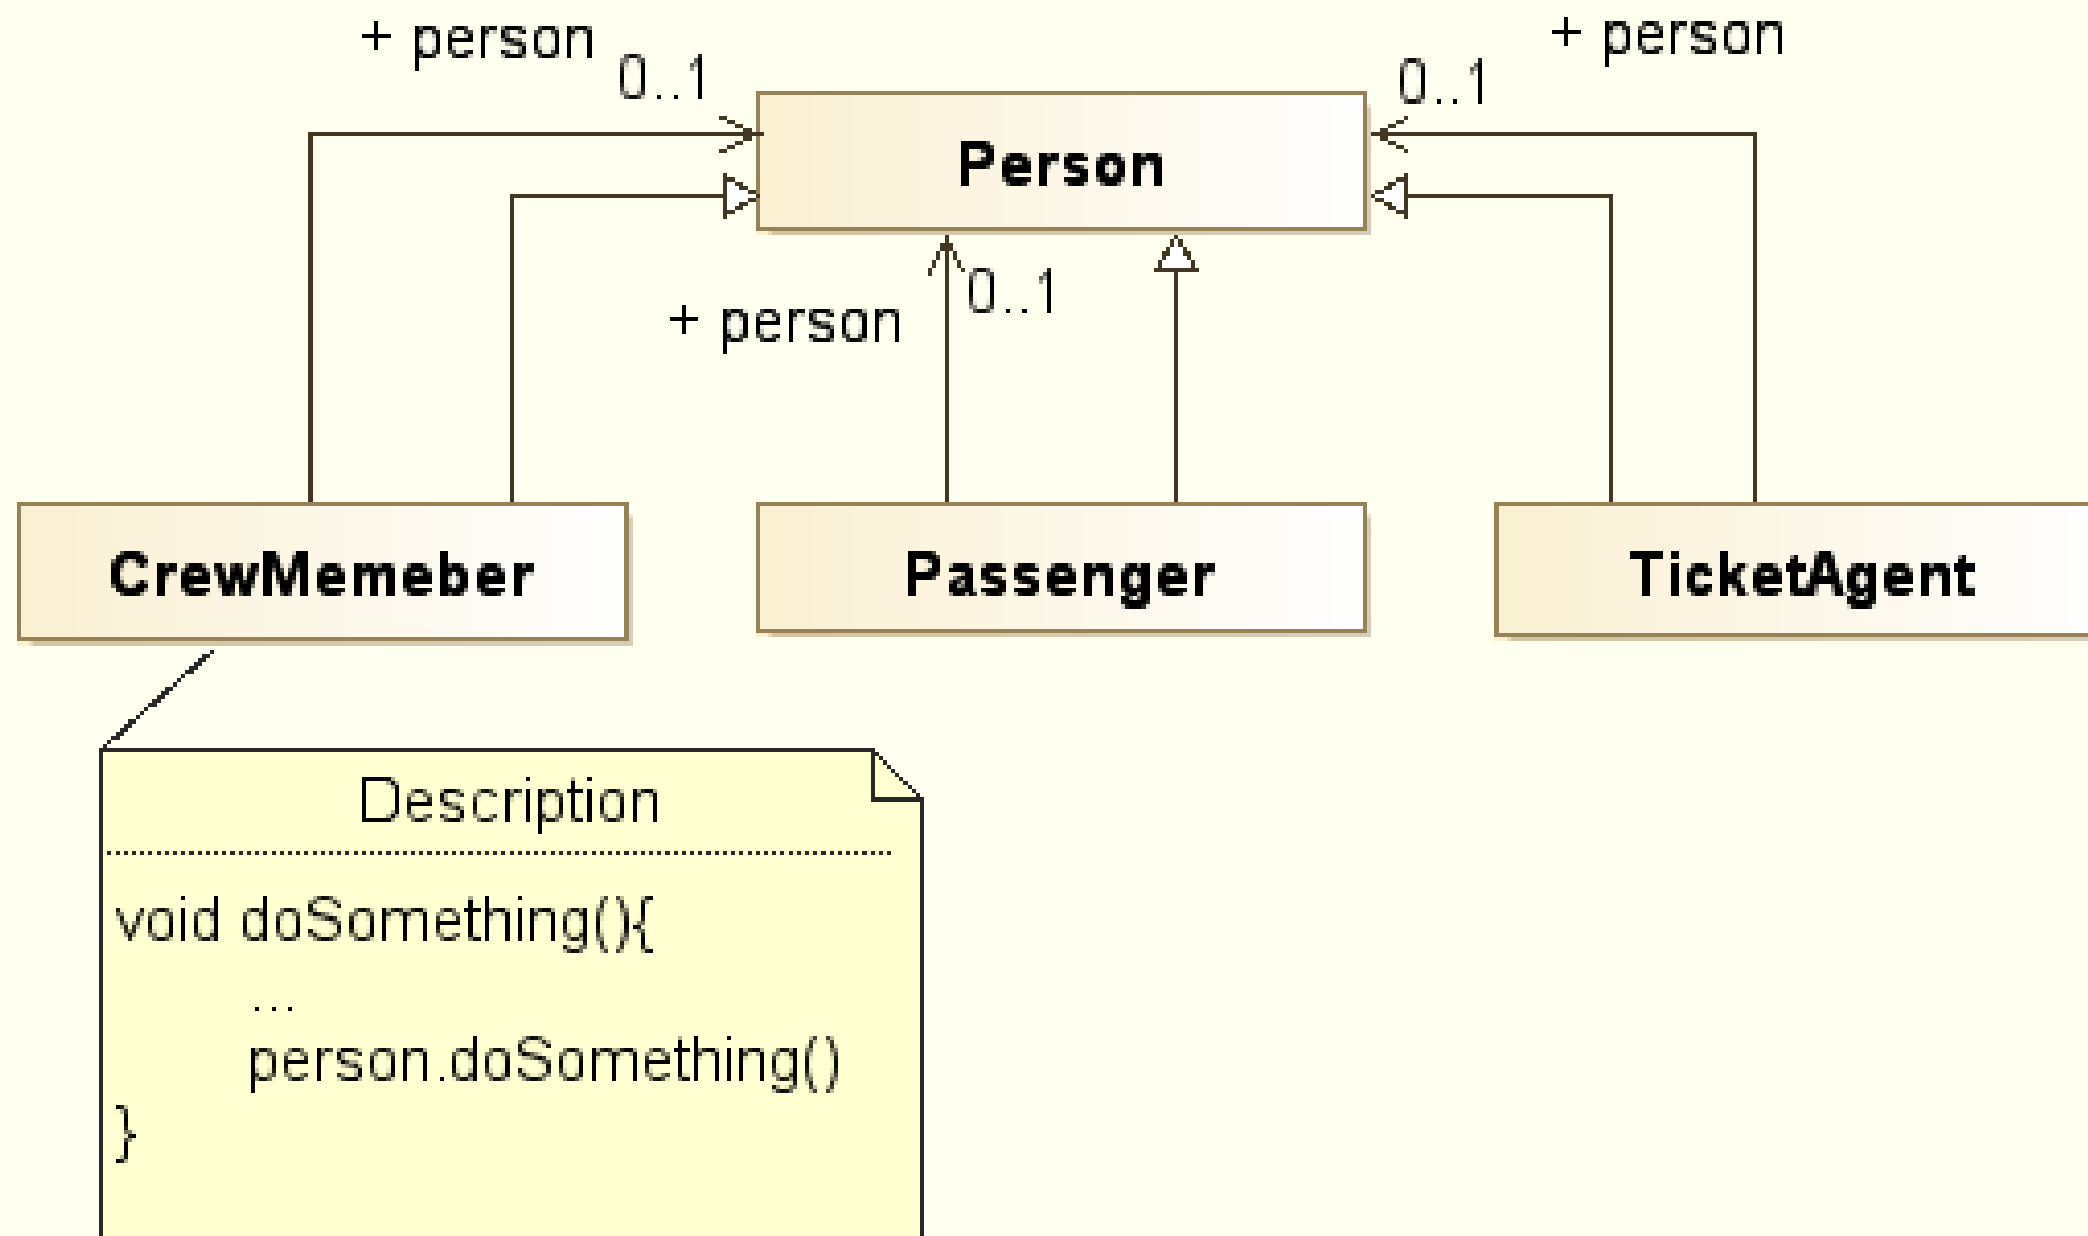 + person
0..1
+ person
0..1
Person
+ person
0..1
CrewMemeber
Passenger
TicketAgent
Description
void doSomething(){
...
person.doSomething()
}